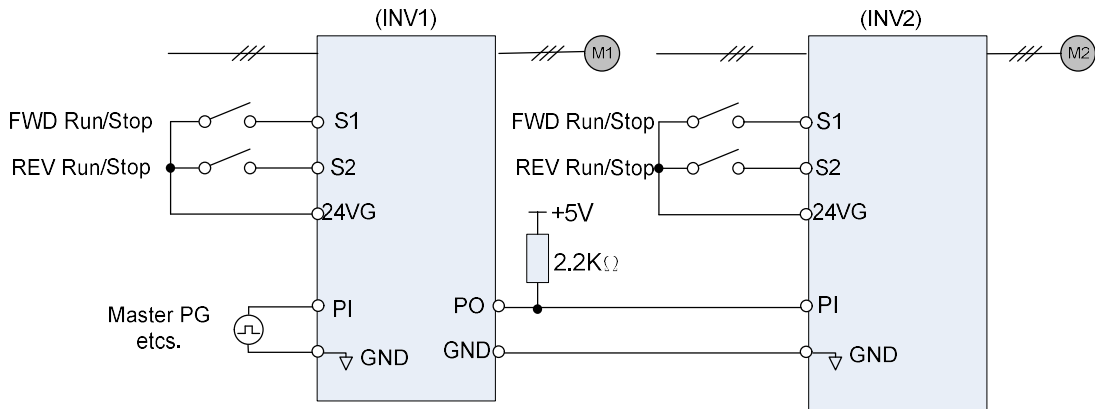 (INV1)
(INV2)
M1
M2
FWD Run/Stop
S1
FWD Run/Stop
S1
REV Run/Stop
S2
REV Run/Stop
S2
24VG
+5V
24VG
2.2KΩ
Master PG
etcs.
PI
PO
PI
GND
GND
GND